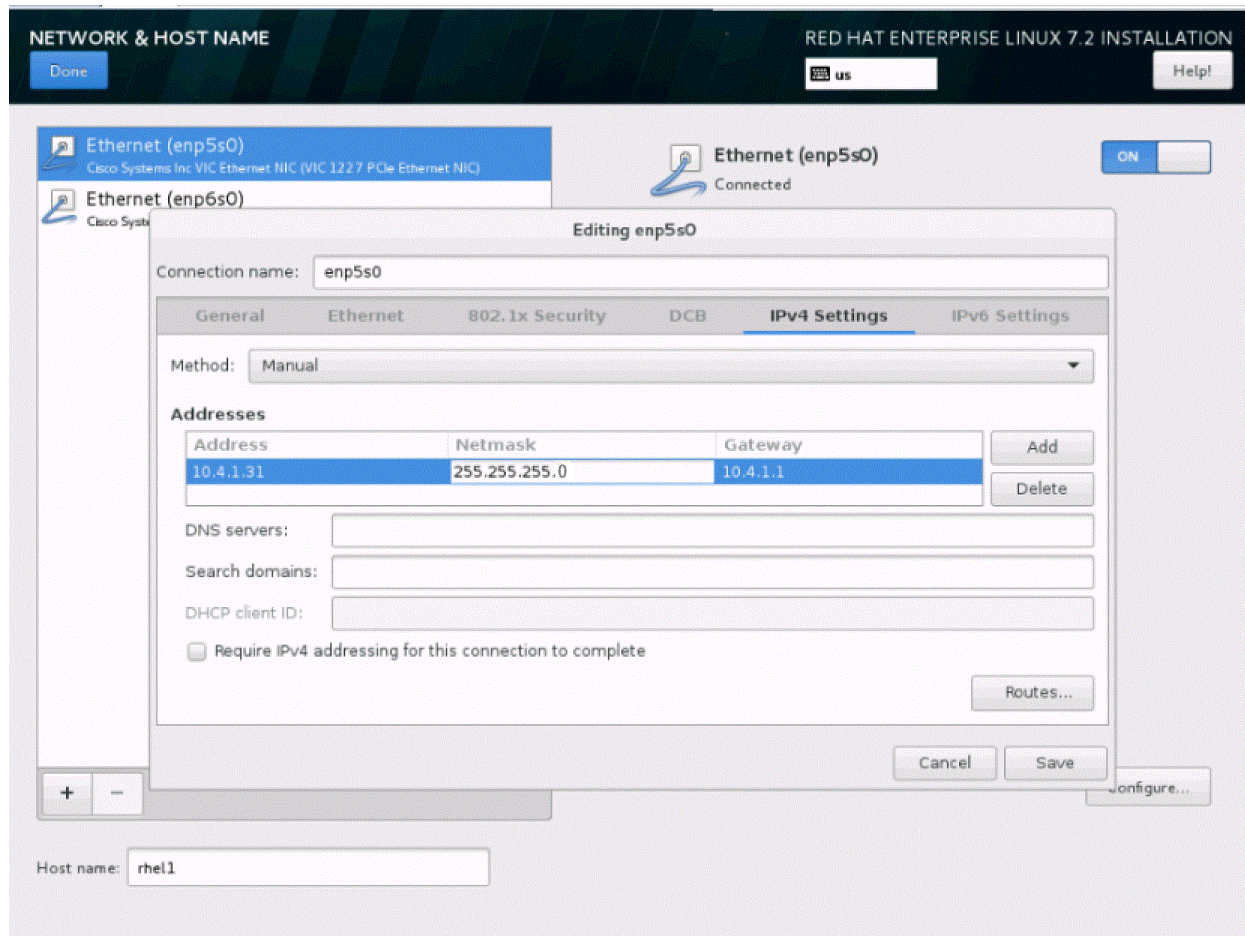 NETWORK & HOST NAME
RED HAT ENTERPRISE LINUX 7.2 INSTALLATION
Done
us
Help!
Ethernet (enp5s0)
Cisco Systems Inc VIC Ethernet NIC (VIC 1227 PCIe Ethernet NIC)
Ethernet (enp5s0)
Connected
ON
Ethernet (enp6s0)
Cisco Syste
Editing enp5s0
Connection name: enp5s0
General Ethernet 802.1x Security DCB IPv4 Settings IPv6 Settings
Method: Manual
Addresses
Address Netmask Gateway
10.4.1.31 255.255.255.0 10.4.1.1
Add
Delete
DNS servers:
Search domains:
DHCP client ID:
Require IPv4 addressing for this connection to complete
Routes...
Cancel Save
+ −
Configure...
Host name: rhel1